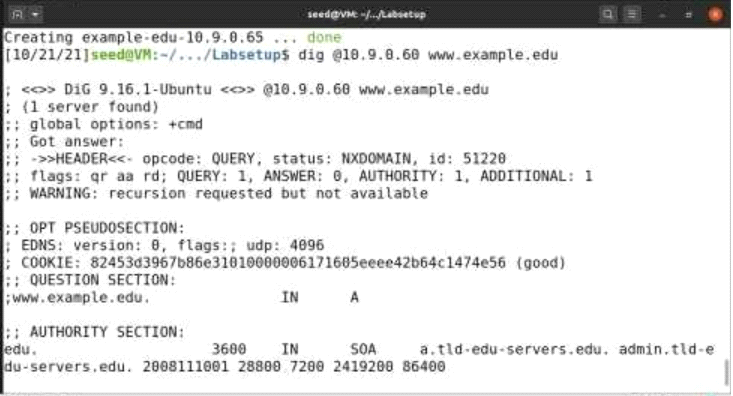 seed@VM: ~/.../Labsetup
Creating example-edu-10.9.0.65 ... done
[10/21/21]seed@VM:~/.../Labsetup$ dig @10.9.0.60 www.example.edu
; <<>> DiG 9.16.1-Ubuntu <<>> @10.9.0.60 www.example.edu
; (1 server found)
;; global options: +cmd
;; Got answer:
;; ->>HEADER<<- opcode: QUERY, status: NXDOMAIN, id: 51220
;; flags: qr aa rd; QUERY: 1, ANSWER: 0, AUTHORITY: 1, ADDITIONAL: 1
;; WARNING: recursion requested but not available
;; OPT PSEUDOSECTION:
; EDNS: version: 0, flags:; udp: 4096
; COOKIE: 82453d3967b86e31010000006171605eeee42b64c1474e56 (good)
;; QUESTION SECTION:
;www.example.edu. IN A
;; AUTHORITY SECTION:
edu. 3600 IN SOA a.tld-edu-servers.edu. admin.tld-e
du-servers.edu. 2008111001 28800 7200 2419200 86400